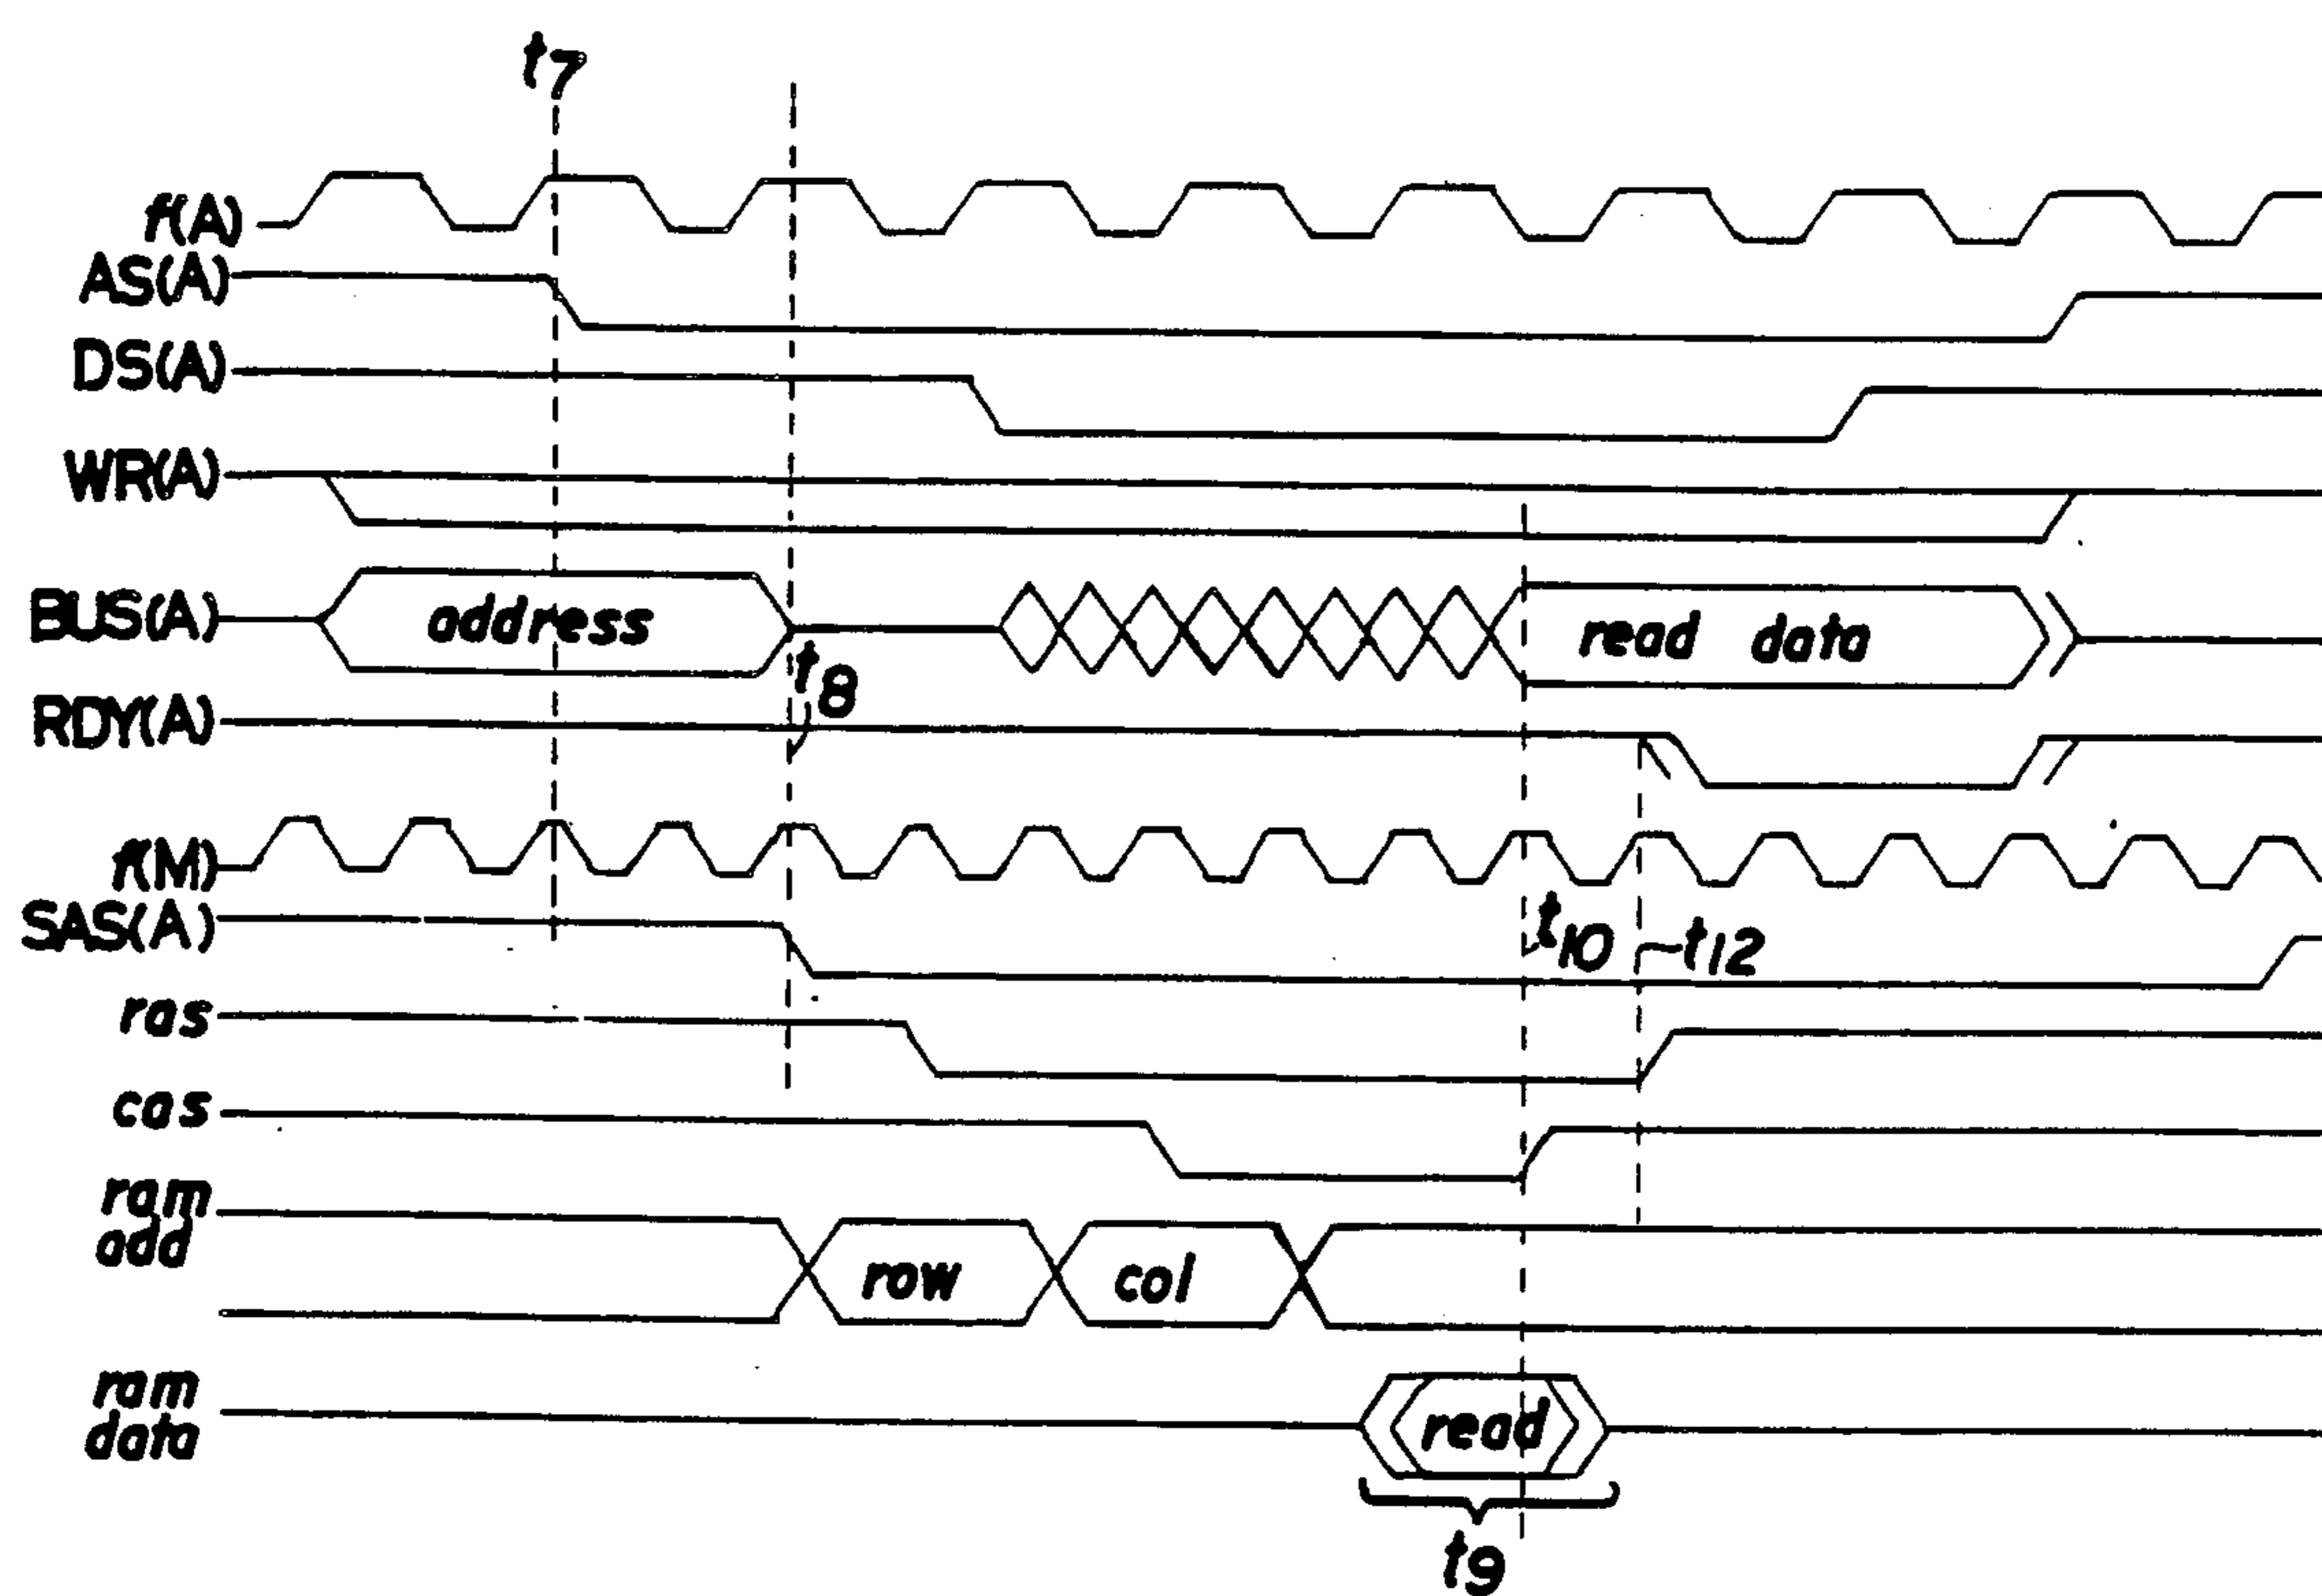 t7
f(A)
AS(A)
DS(A)
WR(A)
BUS(A) address read data
t8
RDY(A)
f(M)
SAS(A) t10 t12
ras
cas
ram
add row col
ram
data read
t9